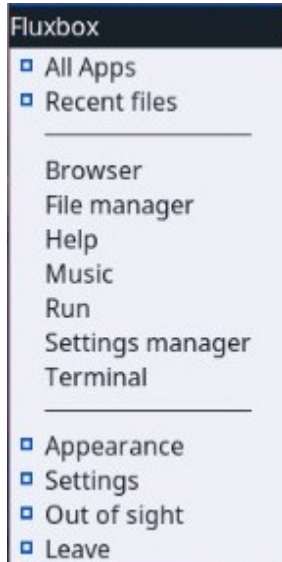 Fluxbox
All Apps
Recent files
Browser
File manager
Help
Music
Run
Settings manager
Terminal
Appearance
Settings
Out of sight
Leave